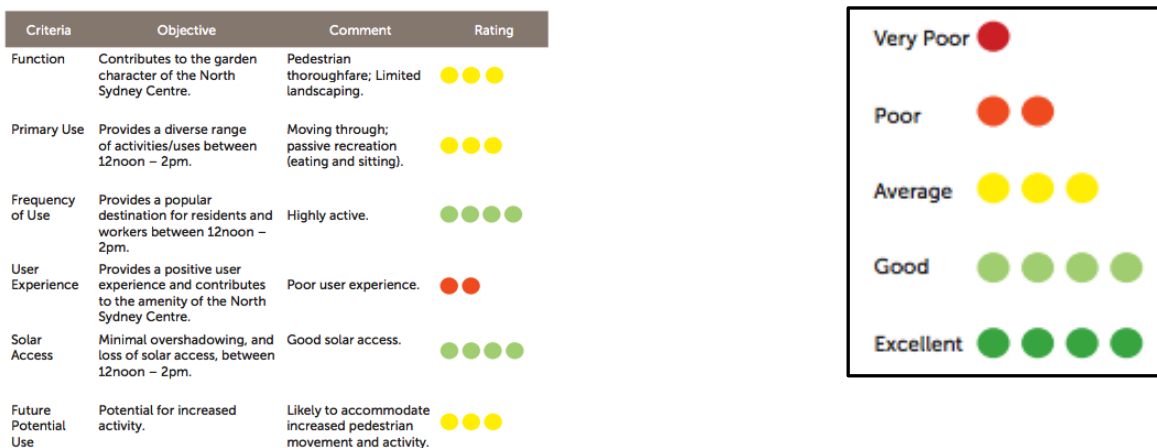 Criteria Objective Comment Rating
Function Contributes to the garden Pedestrian
character of the North thoroughfare; Limited
Sydney Centre. landscaping.
Primary Use Provides a diverse range Moving through;
of activities/uses between passive recreation
12noon – 2pm. (eating and sitting).
Frequency Provides a popular
of Use destination for residents and Highly active.
workers between 12noon –
2pm.
User Provides a positive user
Experience experience and contributes Poor user experience.
to the amenity of the North
Sydney Centre.
Solar Minimal overshadowing, and Good solar access.
Access loss of solar access, between
12noon – 2pm.
Future Potential for increased Likely to accommodate
Potential activity. increased pedestrian
Use movement and activity.
Very Poor
Poor
Average
Good
Excellent